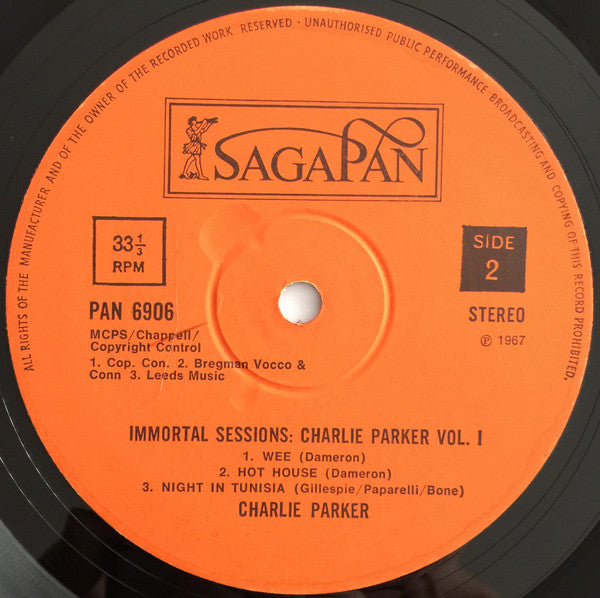 ALL RIGHTS OF THE MANUFACTURER AND OF THE OWNER OF THE RECORDED WORK RESERVED · UNAUTHORISED PUBLIC PERFORMANCE BROADCASTING AND COPYING OF THIS RECORD PROHIBITED.
SAGAPAN
33 1/3
RPM
SIDE
2
PAN 6906
STEREO
MCPS/Chappell/
Copyright Control
℗ 1967
1. Cop. Con. 2. Bregman Vocco &
Conn 3. Leeds Music
IMMORTAL SESSIONS: CHARLIE PARKER VOL. I
1. WEE (Dameron)
2. HOT HOUSE (Dameron)
3. NIGHT IN TUNISIA (Gillespie/Paparelli/Bone)
CHARLIE PARKER